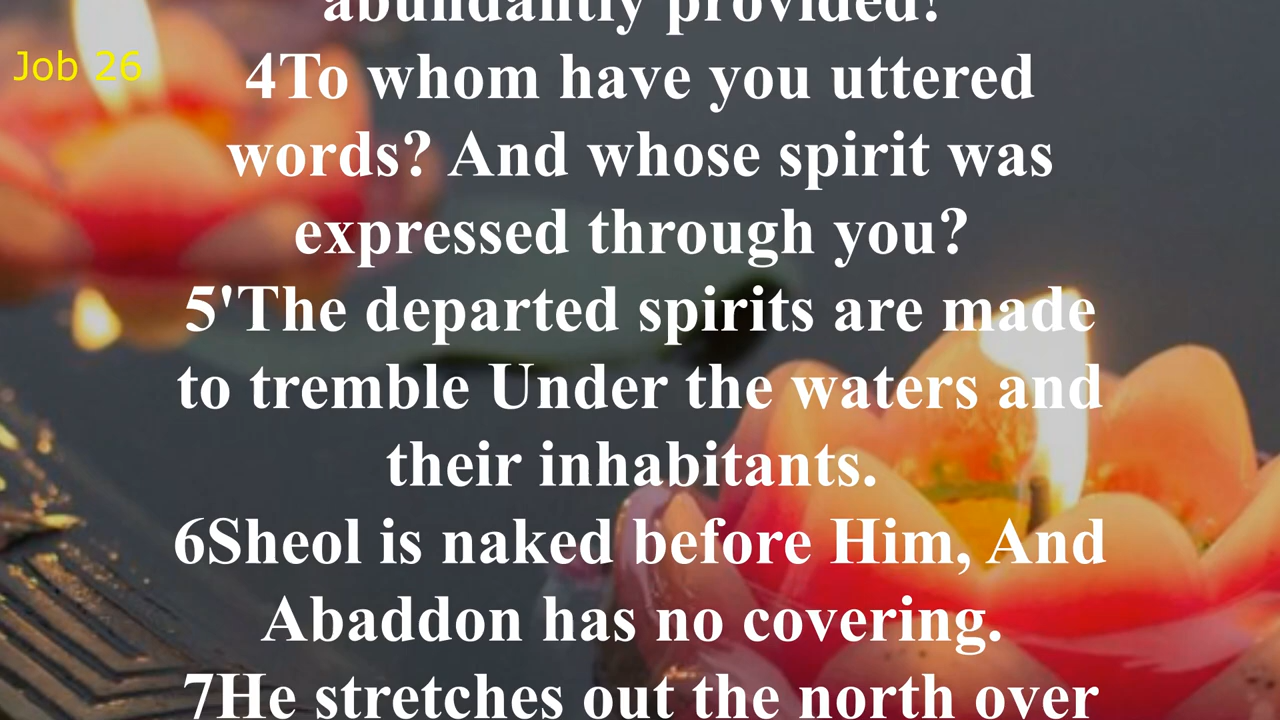 abundantly provided!
Job 26
4To whom have you uttered
words? And whose spirit was
expressed through you?
5'The departed spirits are made
to tremble Under the waters and
their inhabitants.
6Sheol is naked before Him, And
Abaddon has no covering.
7He stretches out the north over